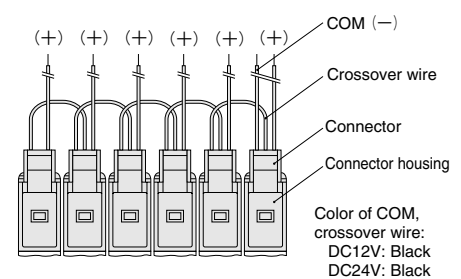 COM (−)
(+) (+) (+) (+) (+) (+)
Crossover wire
Connector
Connector housing
Color of COM,
crossover wire:
DC12V: Black
DC24V: Black